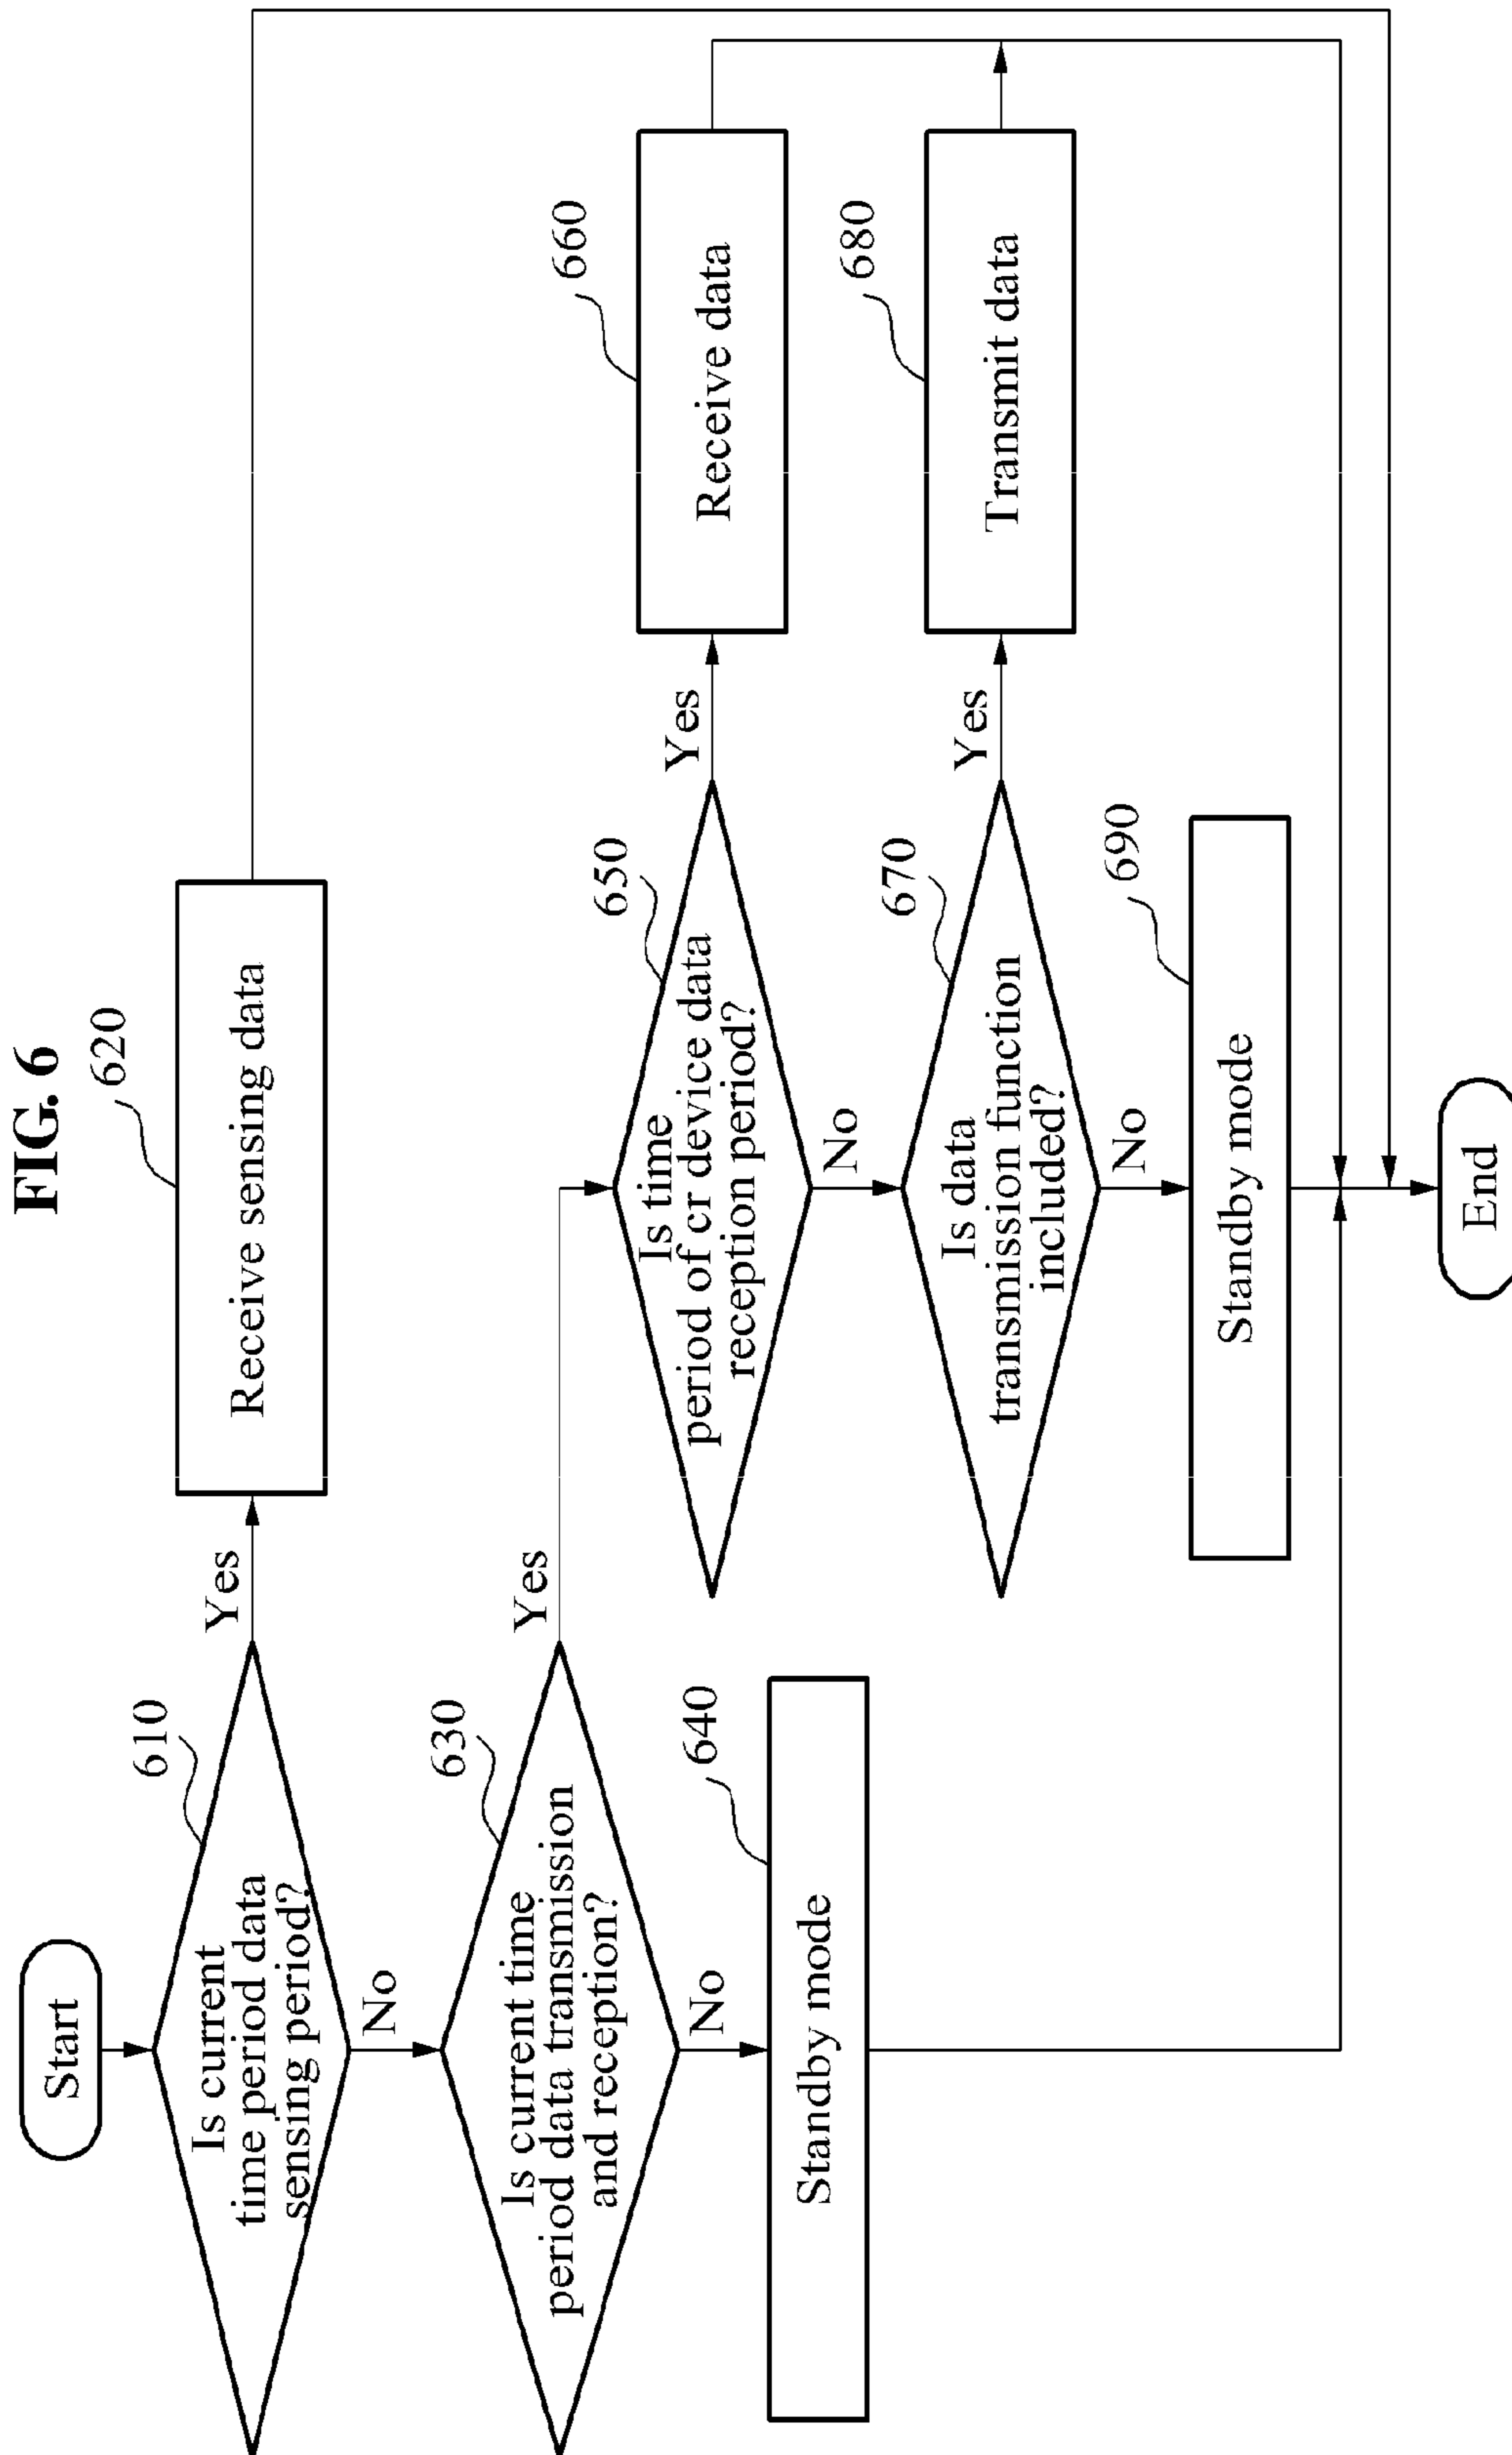 FIG. 6
Start
610
Is current
time period data
sensing period?
Yes
620
Receive sensing data
No
630
Is current time
period data transmission
and reception?
Yes
No
640
Standby mode
650
Is time
period of cr device data
reception period?
Yes
660
Receive data
No
670
Is data
transmission function
included?
Yes
680
Transmit data
No
690
Standby mode
End